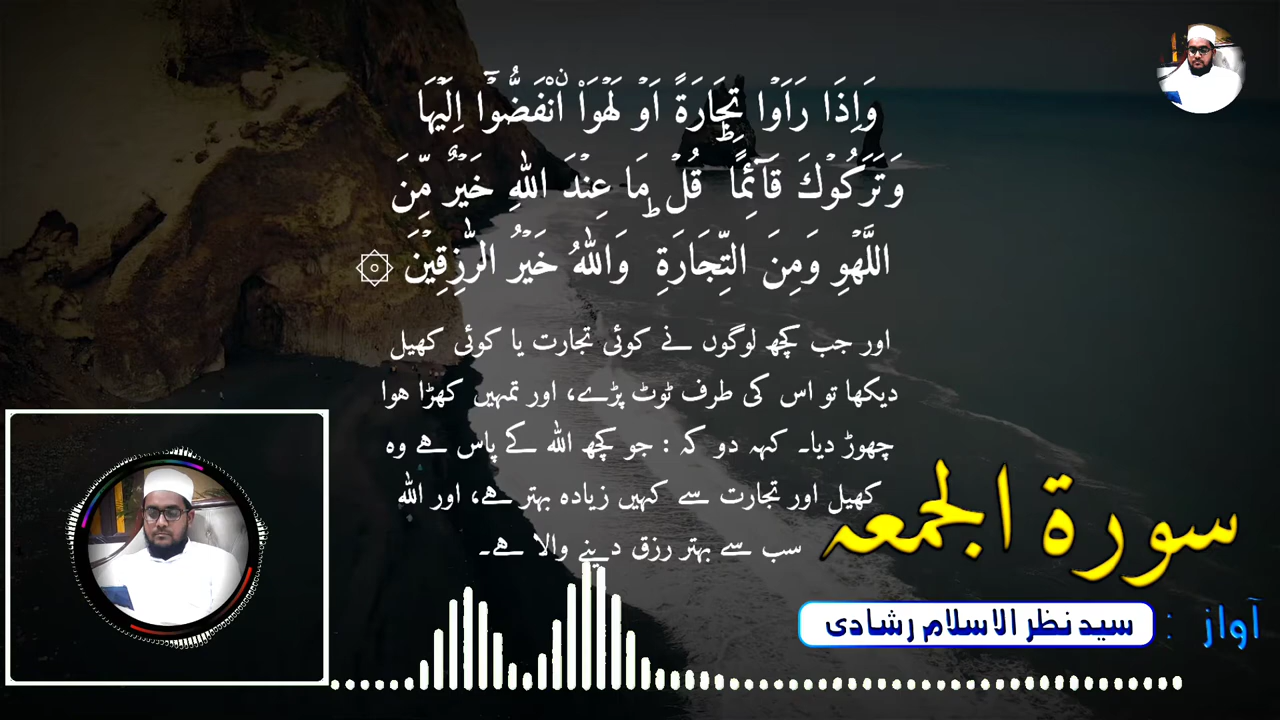 وَاِذَا رَاَوۡا تِجَارَةً اَوۡ لَهۡوَاۨ انْفَضُّوۡۤا اِلَيۡهَا
وَتَرَكُوۡكَ قَآئِمًا​ ؕ قُلۡ مَا عِنۡدَ اللّٰهِ خَيۡرٌ مِّنَ
اللَّهۡوِ وَمِنَ التِّجَارَةِ​ ؕ وَاللّٰهُ خَيۡرُ الرّٰزِقِيۡنَ ۞
اور جب کچھ لوگوں نے کوئی تجارت یا کوئی کھیل
دیکھا تو اس کی طرف ٹوٹ پڑے، اور تمہیں کھڑا ہوا
چھوڑ دیا۔ کہہ دو کہ : جو کچھ اللہ کے پاس ہے وہ
کھیل اور تجارت سے کہیں زیادہ بہتر ہے، اور اللہ
سب سے بہتر رزق دینے والا ہے۔
سورۃ الجمعہ
آواز : سید نظر الاسلام رشادی